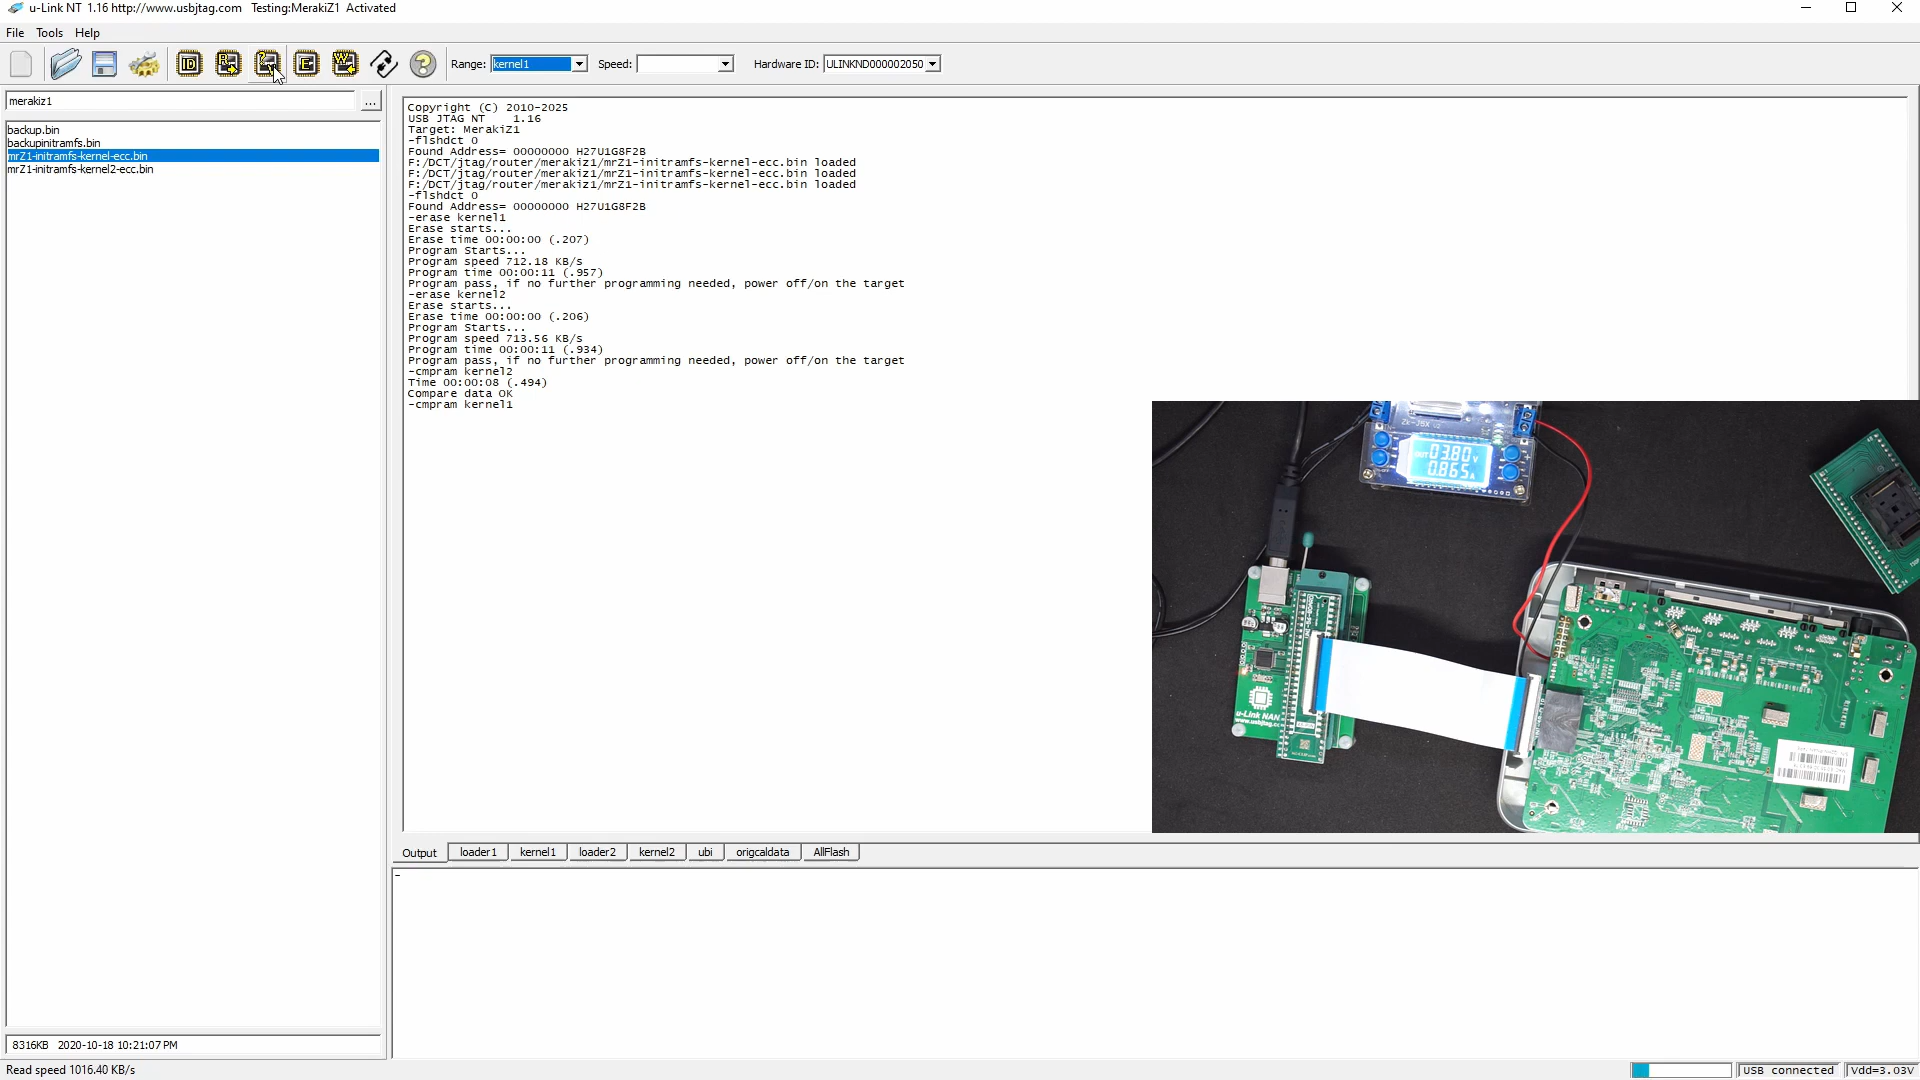 u-Link NT 1.16 http://www.usbjtag.com Testing:MerakiZ1 Activated
File Tools Help
ID
E
Range: kernel1 Speed: Hardware ID: ULINKND000002050
merakiz1 ...
backup.bin
backupinitramfs.bin
mrZ1-initramfs-kernel-ecc.bin
mrZ1-initramfs-kernel2-ecc.bin
Copyright (C) 2010-2025
USB JTAG NT 1.16
Target: MerakiZ1
-flshdct 0
Found Address= 00000000 H27U1G8F2B
F:/DCT/jtag/router/merakiz1/mrZ1-initramfs-kernel-ecc.bin loaded
F:/DCT/jtag/router/merakiz1/mrZ1-initramfs-kernel-ecc.bin loaded
F:/DCT/jtag/router/merakiz1/mrZ1-initramfs-kernel-ecc.bin loaded
-flshdct 0
Found Address= 00000000 H27U1G8F2B
-erase kernel1
Erase starts...
Erase time 00:00:00 (.207)
Program Starts...
Program speed 712.18 KB/s
Program time 00:00:11 (.957)
Program pass, if no further programming needed, power off/on the target
-erase kernel2
Erase starts...
Erase time 00:00:00 (.206)
Program Starts...
Program speed 713.56 KB/s
Program time 00:00:11 (.934)
Program pass, if no further programming needed, power off/on the target
-cmpram kernel2
Time 00:00:08 (.494)
Compare data OK
-cmpram kernel1
OUT 03.80 V
0.865 A
u-Link NAN
Output loader1 kernel1 loader2 kernel2 ubi origcaldata AllFlash
-
8316KB 2020-10-18 10:21:07PM
Read speed 1016.40 KB/s
USB connected Vdd=3.03V